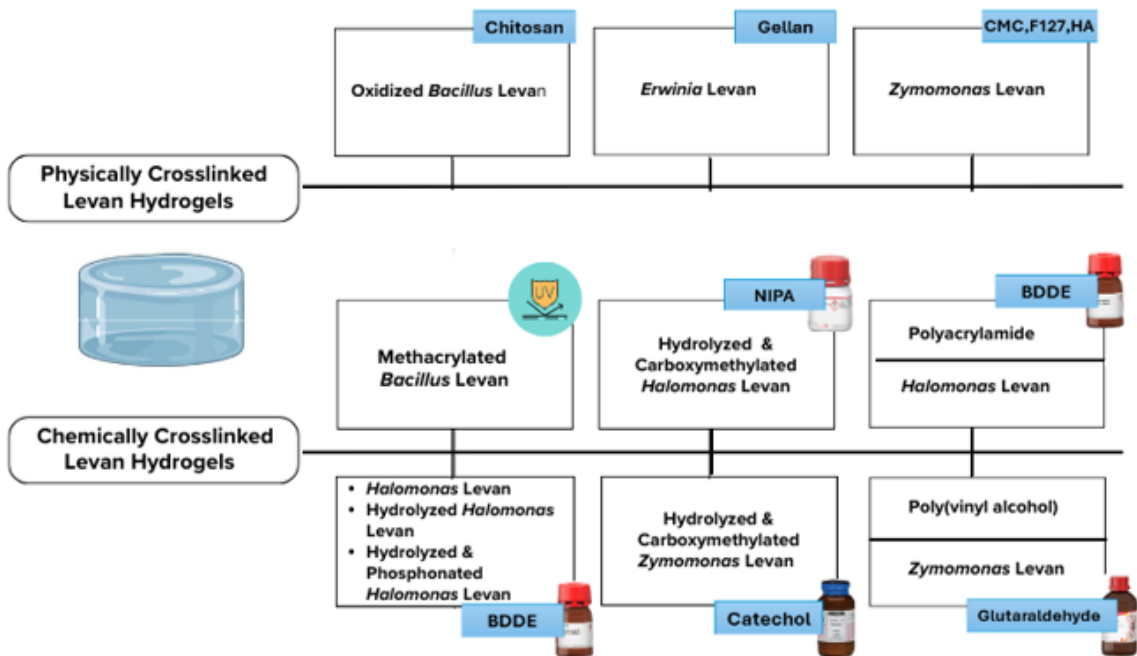 Chitosan
Oxidized Bacillus Levan
Gellan
Erwinia Levan
CMC,F127,HA
Zymomonas Levan
Physically Crosslinked
Levan Hydrogels
UV
Methacrylated
Bacillus Levan
NIPA
Hydrolyzed &
Carboxymethylated
Halomonas Levan
BDDE
Polyacrylamide
Halomonas Levan
Chemically Crosslinked
Levan Hydrogels
• Halomonas Levan
• Hydrolyzed Halomonas
Levan
• Hydrolyzed &
Phosphonated
Halomonas Levan
BDDE
Hydrolyzed &
Carboxymethylated
Zymomonas Levan
Catechol
Poly(vinyl alcohol)
Zymomonas Levan
Glutaraldehyde